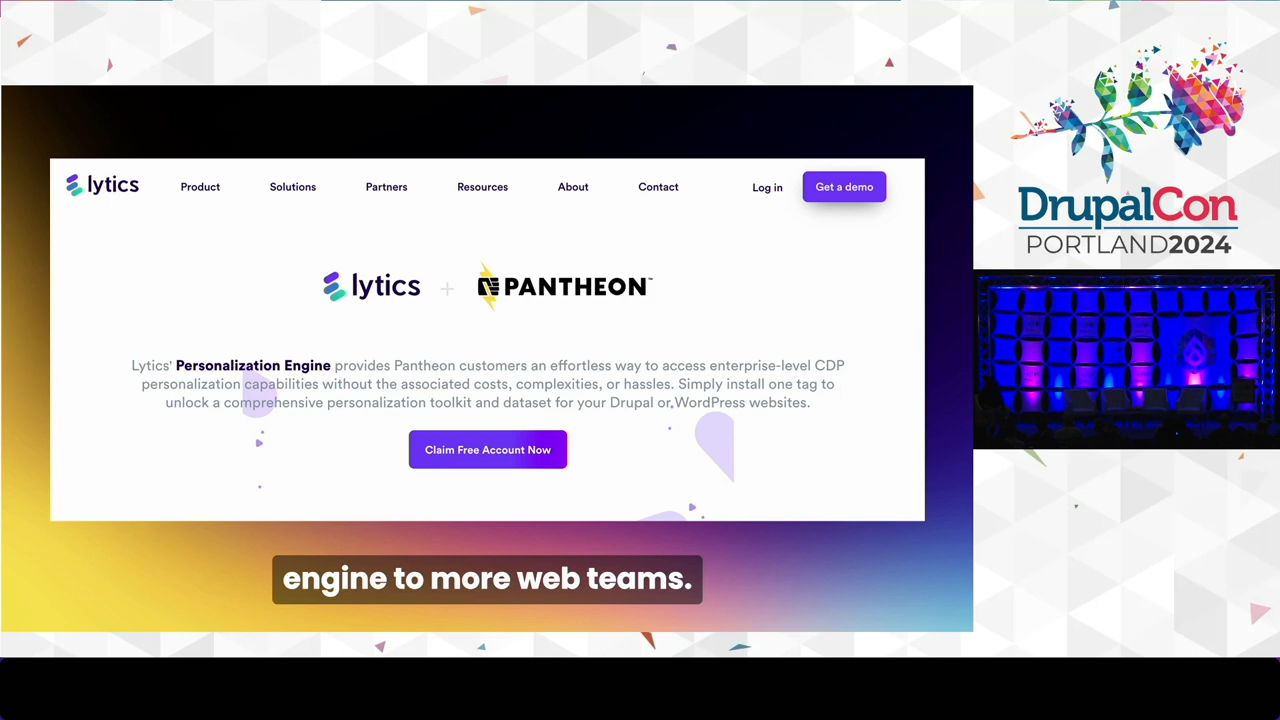 lytics
Product
Solutions
Partners
Resources
About
Contact
Log in
Get a demo
lytics + PANTHEON™
Lytics' Personalization Engine provides Pantheon customers an effortless way to access enterprise-level CDP
personalization capabilities without the associated costs, complexities, or hassles. Simply install one tag to
unlock a comprehensive personalization toolkit and dataset for your Drupal or WordPress websites.
Claim Free Account Now
engine to more web teams.
DrupalCon
PORTLAND2024